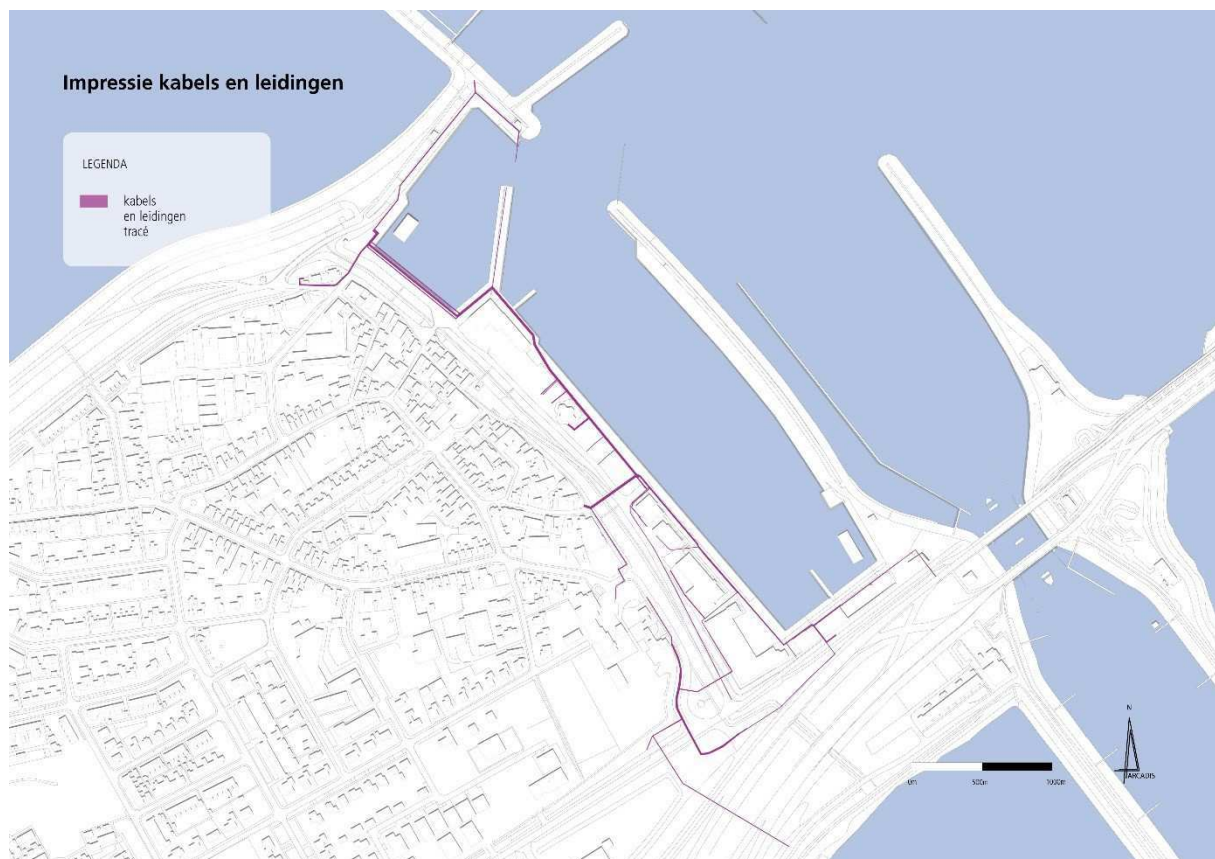 Impressie kabels en leidingen
LEGENDA
kabels
en leidingen
tracé
N
ARCADIS
0m 500m 1000m